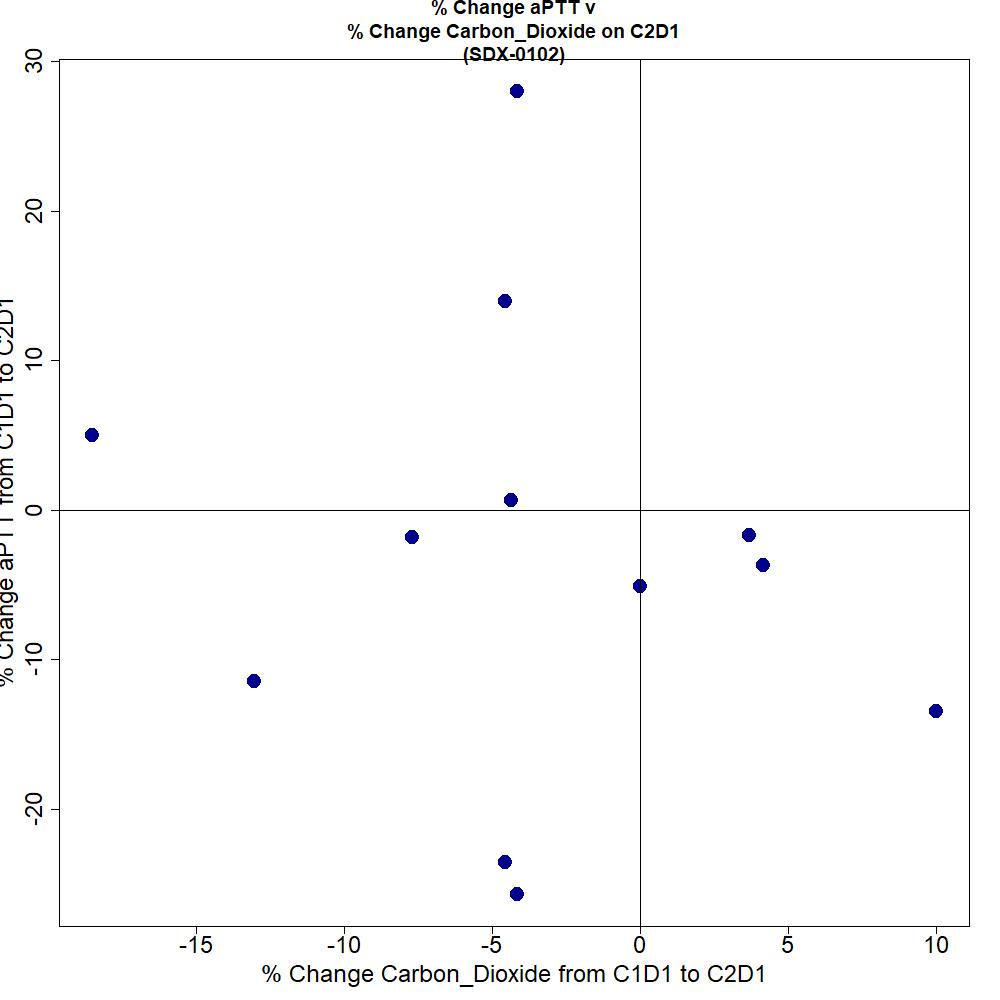 % Change aPTT v
% Change Carbon_Dioxide on C2D1
(SDX-0102)
30
20
10
0
-10
-20
% Change aPTT from C1D1 to C2D1
-15
-10
-5
0
5
10
% Change Carbon_Dioxide from C1D1 to C2D1